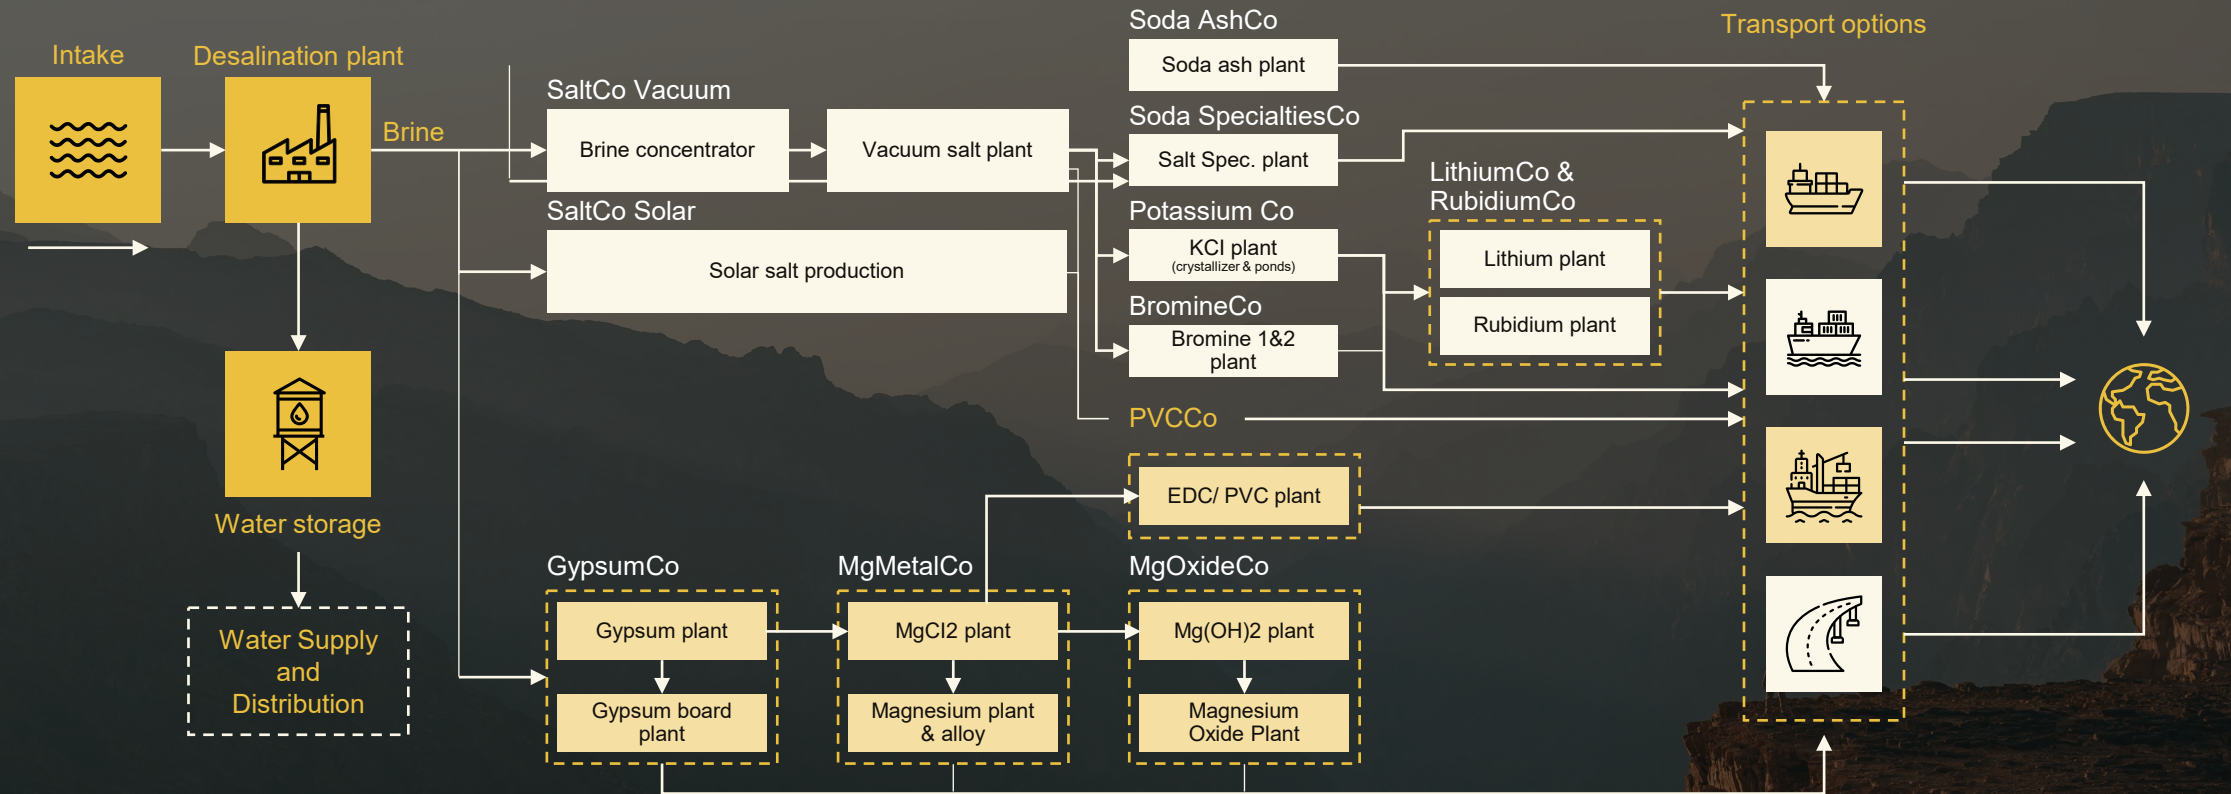 Soda AshCo
Transport options
Intake
Desalination plant
Soda ash plant
SaltCo Vacuum
Soda SpecialtiesCo
Brine
Brine concentrator
Vacuum salt plant
Salt Spec. plant
LithiumCo &
RubidiumCo
SaltCo Solar
Potassium Co
KCI plant
(crystallizer & ponds)
Lithium plant
Solar salt production
BromineCo
Rubidium plant
Bromine 1&2
plant
PVCCo
EDC/ PVC plant
Water storage
GypsumCo
MgMetalCo
MgOxideCo
Gypsum plant
MgCI2 plant
Mg(OH)2 plant
Water Supply
and
Distribution
Gypsum board
plant
Magnesium plant
& alloy
Magnesium
Oxide Plant